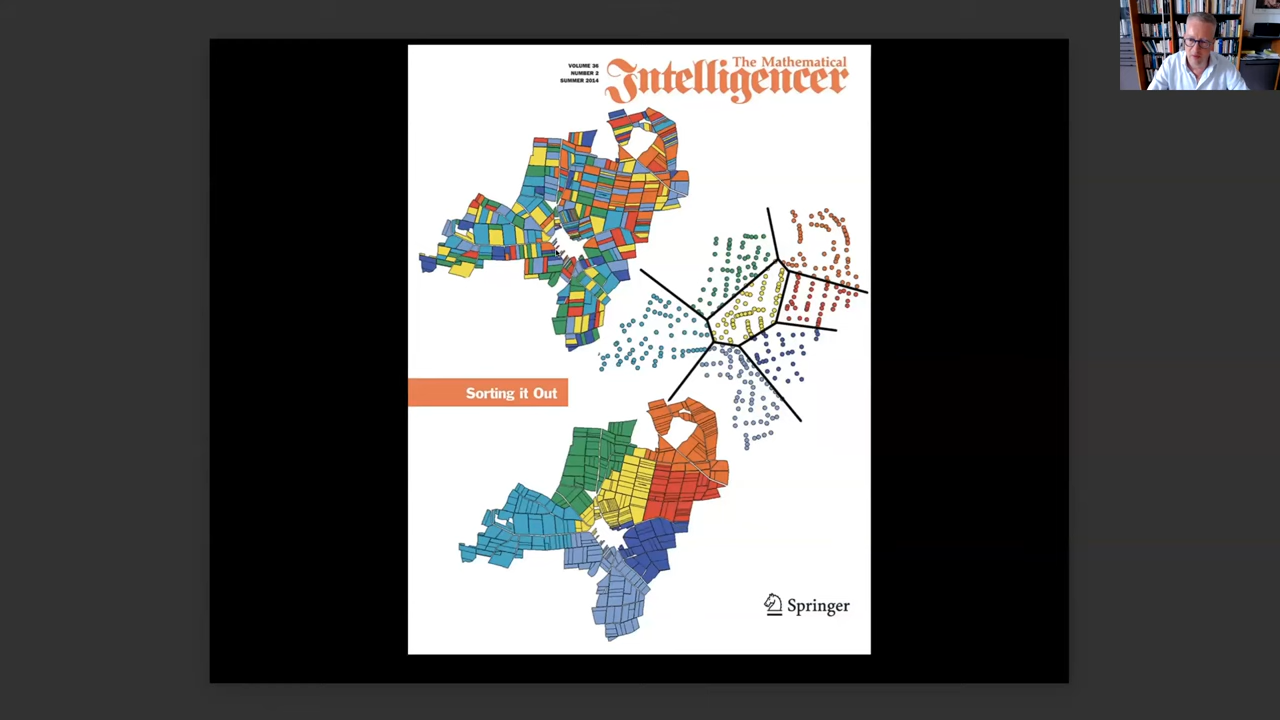 VOLUME 36
NUMBER 2
SUMMER 2014
The Mathematical
Intelligencer
Sorting it Out
Springer